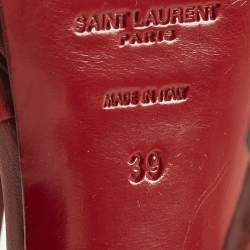 SAINT LAURENT
PARIS
MADE IN ITALY
39